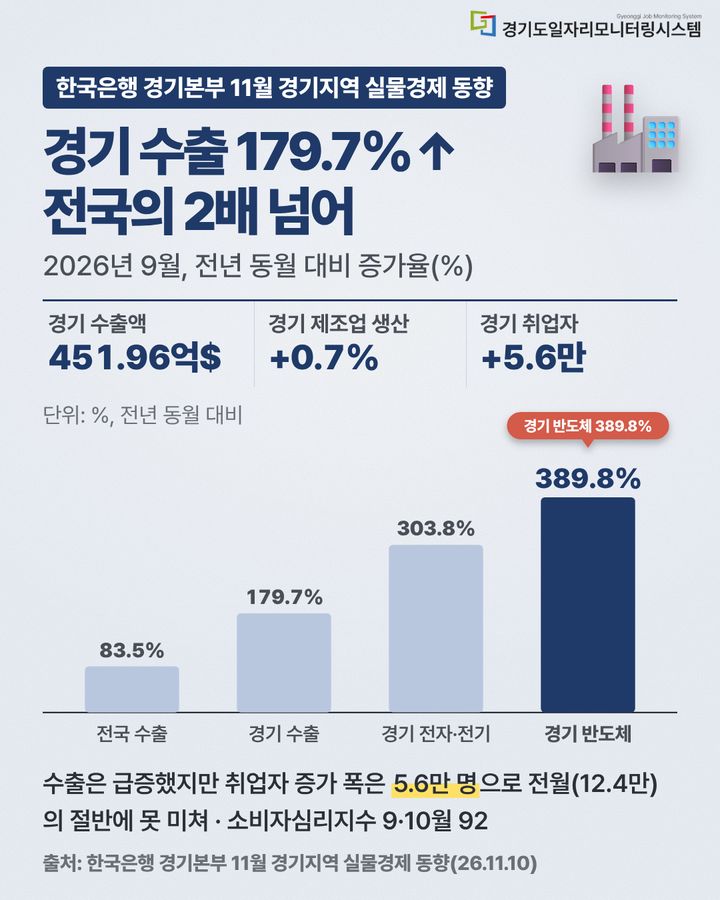 Gyeonggi Job Monitoring System
경기도일자리모니터링시스템
한국은행 경기본부 11월 경기지역 실물경제 동향
경기 수출 179.7%↑
전국의 2배 넘어
2026년 9월, 전년 동월 대비 증가율(%)
경기 수출액
451.96억$
경기 제조업 생산
+0.7%
경기 취업자
+5.6만
단위: %, 전년 동월 대비
경기 반도체 389.8%
389.8%
303.8%
179.7%
83.5%
전국 수출
경기 수출
경기 전자·전기
경기 반도체
수출은 급증했지만 취업자 증가 폭은 5.6만 명으로 전월(12.4만)
의 절반에 못 미쳐 · 소비자심리지수 9·10월 92
출처: 한국은행 경기본부 11월 경기지역 실물경제 동향(26.11.10)